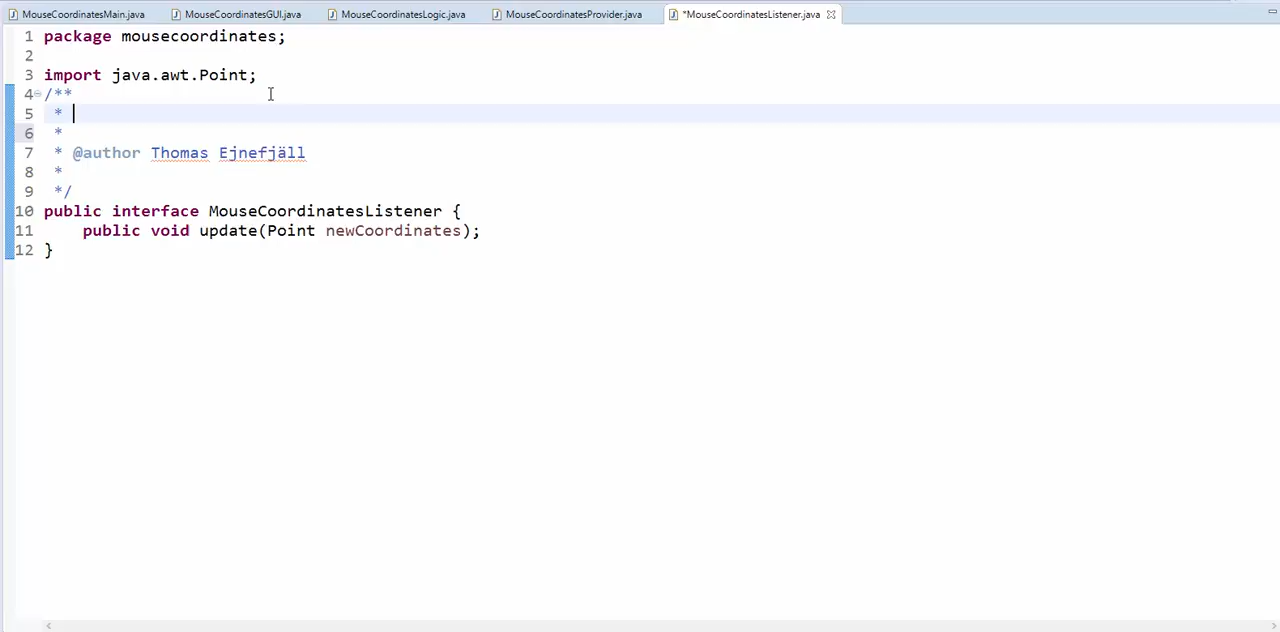 MouseCoordinatesMain.java MouseCoordinatesGUI.java MouseCoordinatesLogic.java MouseCoordinatesProvider.java *MouseCoordinatesListener.java
1 package mousecoordinates;
2
3 import java.awt.Point;
4 /**
5 *
6 *
7 * @author Thomas Ejnefjäll
8 *
9 */
10 public interface MouseCoordinatesListener {
11 public void update(Point newCoordinates);
12 }